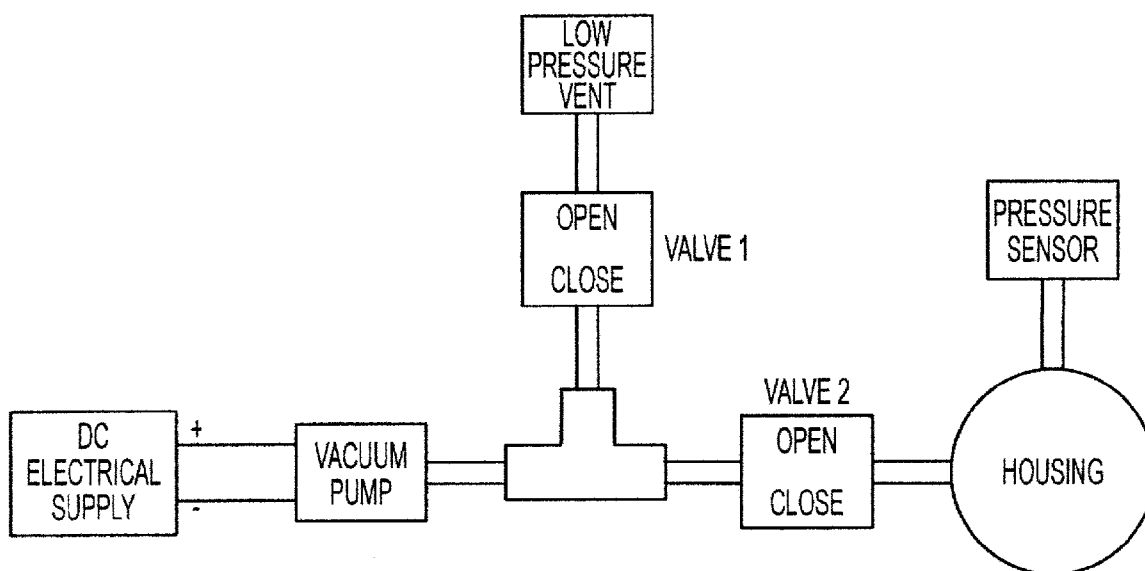 LOW
PRESSURE
VENT
OPEN
CLOSE
VALVE 1
PRESSURE
SENSOR
VALVE 2
OPEN
CLOSE
HOUSING
DC
ELECTRICAL
SUPPLY
+
-
VACUUM
PUMP